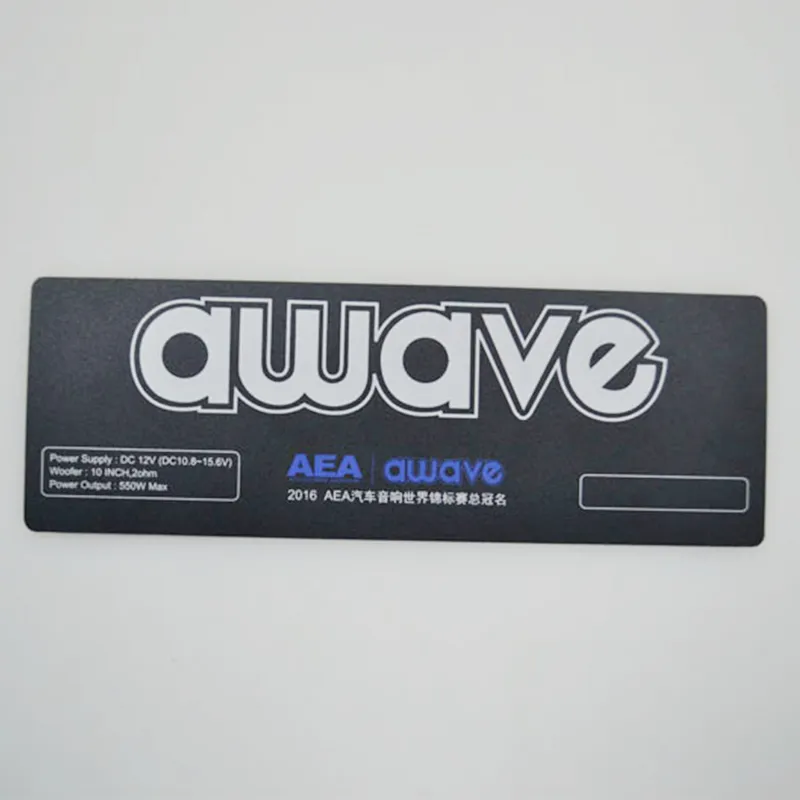 awave
Power Supply : DC 12V (DC10.8~15.6V)
Woofer : 10 INCH,2ohm
Power Output : 550W Max
AEA | awave
2016 AEA汽车音响世界锦标赛总冠名